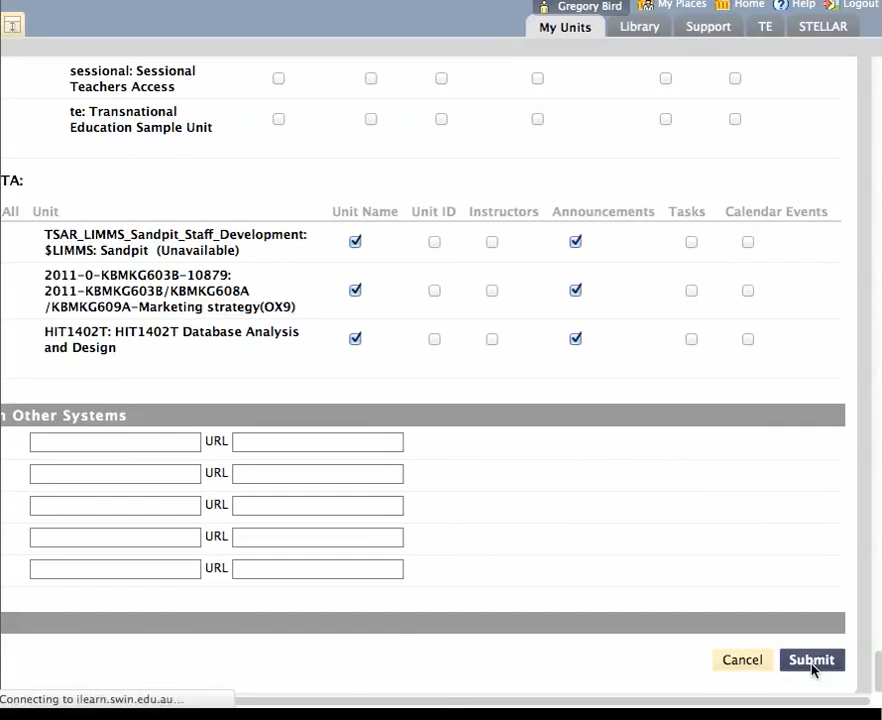 Gregory Bird My Places Home Help Logout
My Units Library Support TE STELLAR
sessional: Sessional
Teachers Access
te: Transnational
Education Sample Unit
TA:
All Unit Unit Name Unit ID Instructors Announcements Tasks Calendar Events
TSAR_LIMMS_Sandpit_Staff_Development:
$LIMMS: Sandpit (Unavailable)
2011-0-KBMKG603B-10879:
2011-KBMKG603B/KBMKG608A
/KBMKG609A-Marketing strategy(OX9)
HIT1402T: HIT1402T Database Analysis
and Design
n Other Systems
URL
URL
URL
URL
URL
Cancel Submit
Connecting to ilearn.swin.edu.au...